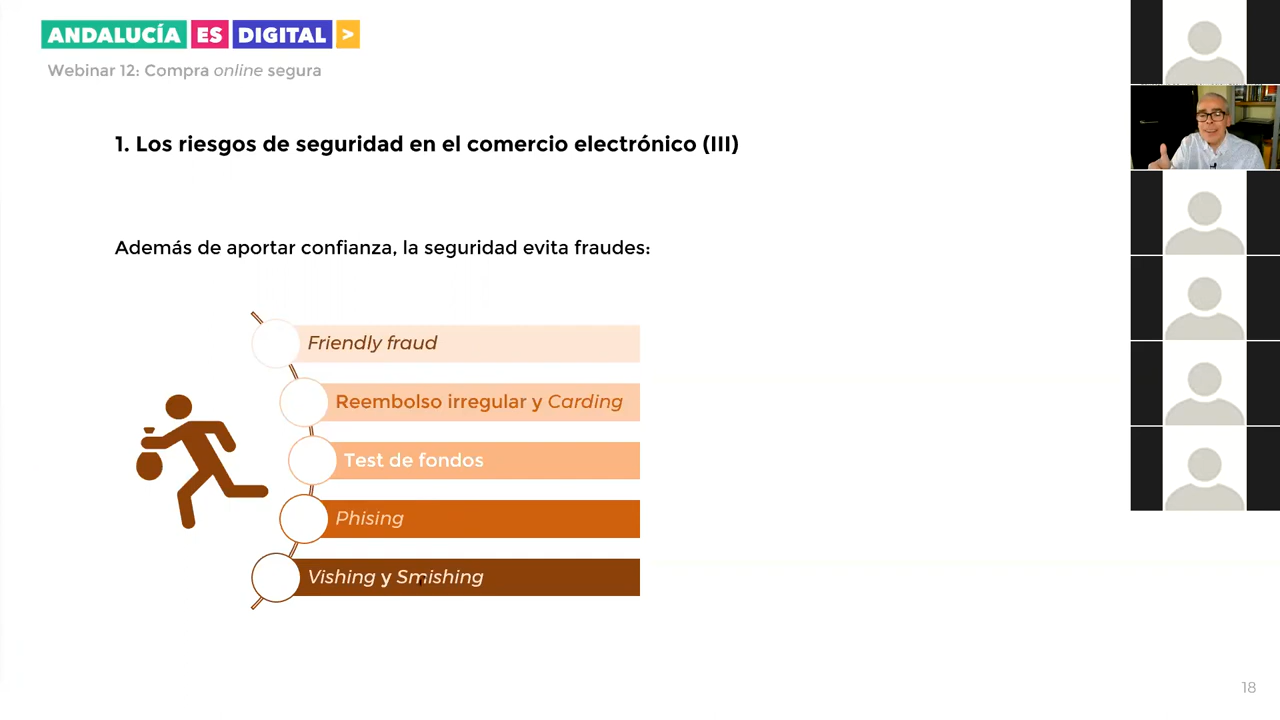 ANDALUCÍA ES DIGITAL >
Webinar 12: Compra online segura
1. Los riesgos de seguridad en el comercio electrónico (III)
Además de aportar confianza, la seguridad evita fraudes:
Friendly fraud
Reembolso irregular y Carding
Test de fondos
Phising
Vishing y Smishing
18